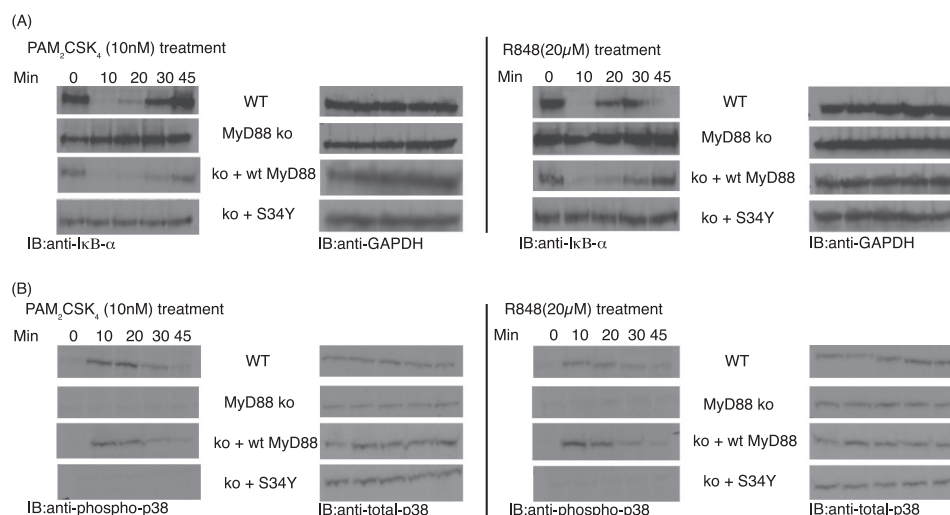 (A)
PAM₂CSK₄ (10nM) treatment
R848(20µM) treatment
Min 0 10 20 30 45
Min 0 10 20 30 45
WT
WT
MyD88 ko
MyD88 ko
ko + wt MyD88
ko + wt MyD88
ko + S34Y
ko + S34Y
IB:anti-IκB-α
IB:anti-GAPDH
IB:anti-IκB-α
IB:anti-GAPDH
(B)
PAM₂CSK₄ (10nM) treatment
R848(20µM) treatment
Min 0 10 20 30 45
Min 0 10 20 30 45
WT
WT
MyD88 ko
MyD88 ko
ko + wt MyD88
ko + wt MyD88
ko + S34Y
ko + S34Y
IB:anti-phospho-p38
IB:anti-total-p38
IB:anti-phospho-p38
IB:anti-total-p38